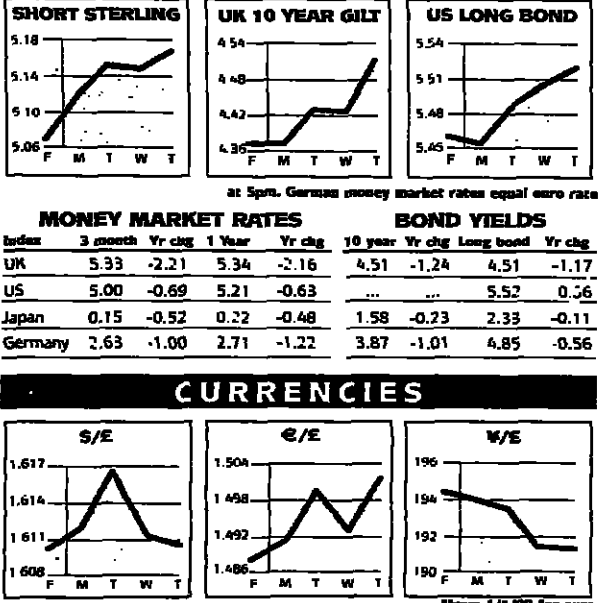 SHORT STERLING
5.18
5.14
5.10
5.06
F M T W T
UK 10 YEAR GILT
4.54
4.48
4.42
4.36
F M T W T
US LONG BOND
5.54
5.51
5.48
5.45
F M T W T
at 5pm. German money market rates equal euro rate
MONEY MARKET RATES
Index 3 month Yr chg 1 Year Yr chg
UK 5.33 -2.21 5.34 -2.16
US 5.00 -0.69 5.21 -0.63
Japan 0.15 -0.52 0.22 -0.48
Germany 2.63 -1.00 2.71 -1.22
BOND YIELDS
10 year Yr chg Long bond Yr chg
4.51 -1.24 4.51 -1.17
... ... 5.52
1.58 -0.23 2.33 -0.11
3.87 -1.01 4.85 -0.56
CURRENCIES
$/£
1.617
1.614
1.611
1.608
F M T W T
€/£
1.504
1.498
1.492
1.486
F M T W T
¥/£
196
194
192
190
F M T W T